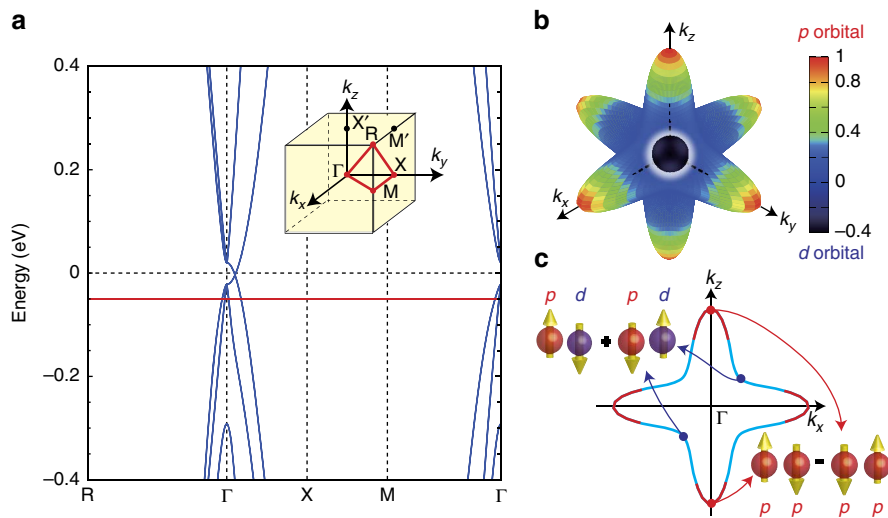 a
0.4
0.2
0
−0.2
−0.4
Energy (eV)
R Γ X M Γ
k_z
X′
R
M′
Γ
X
k_y
M
k_x
b
k_z
k_x
k_y
p orbital
1
0.8
0.4
0
−0.4
d orbital
c
k_z
p d p d
+
Γ
k_x
-
p p p p